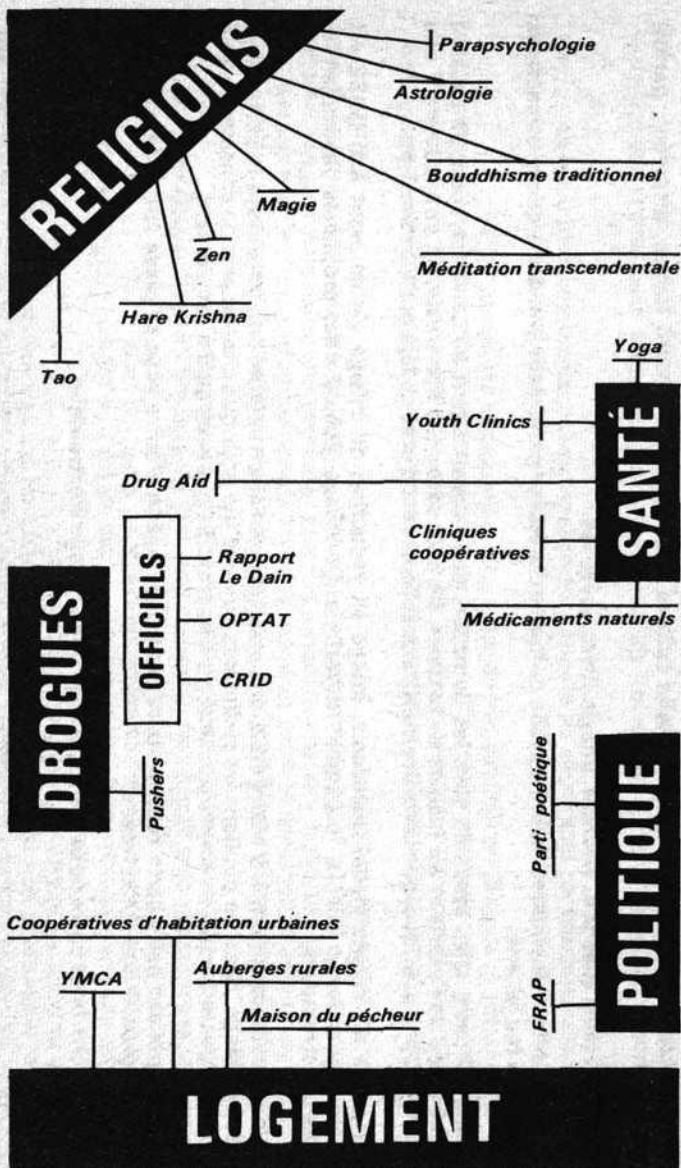 RELIGIONS
Parapsychologie
Astrologie
Bouddhisme traditionnel
Méditation transcendentale
Magie
Zen
Hare Krishna
Tao
Yoga
SANTÉ
Youth Clinics
Drug Aid
Cliniques
coopératives
Médicaments naturels
DROGUES
OFFICIELS
Rapport
Le Dain
OPTAT
CRID
Pushers
POLITIQUE
Parti poétique
FRAP
Coopératives d'habitation urbaines
YMCA
Auberges rurales
Maison du pécheur
LOGEMENT